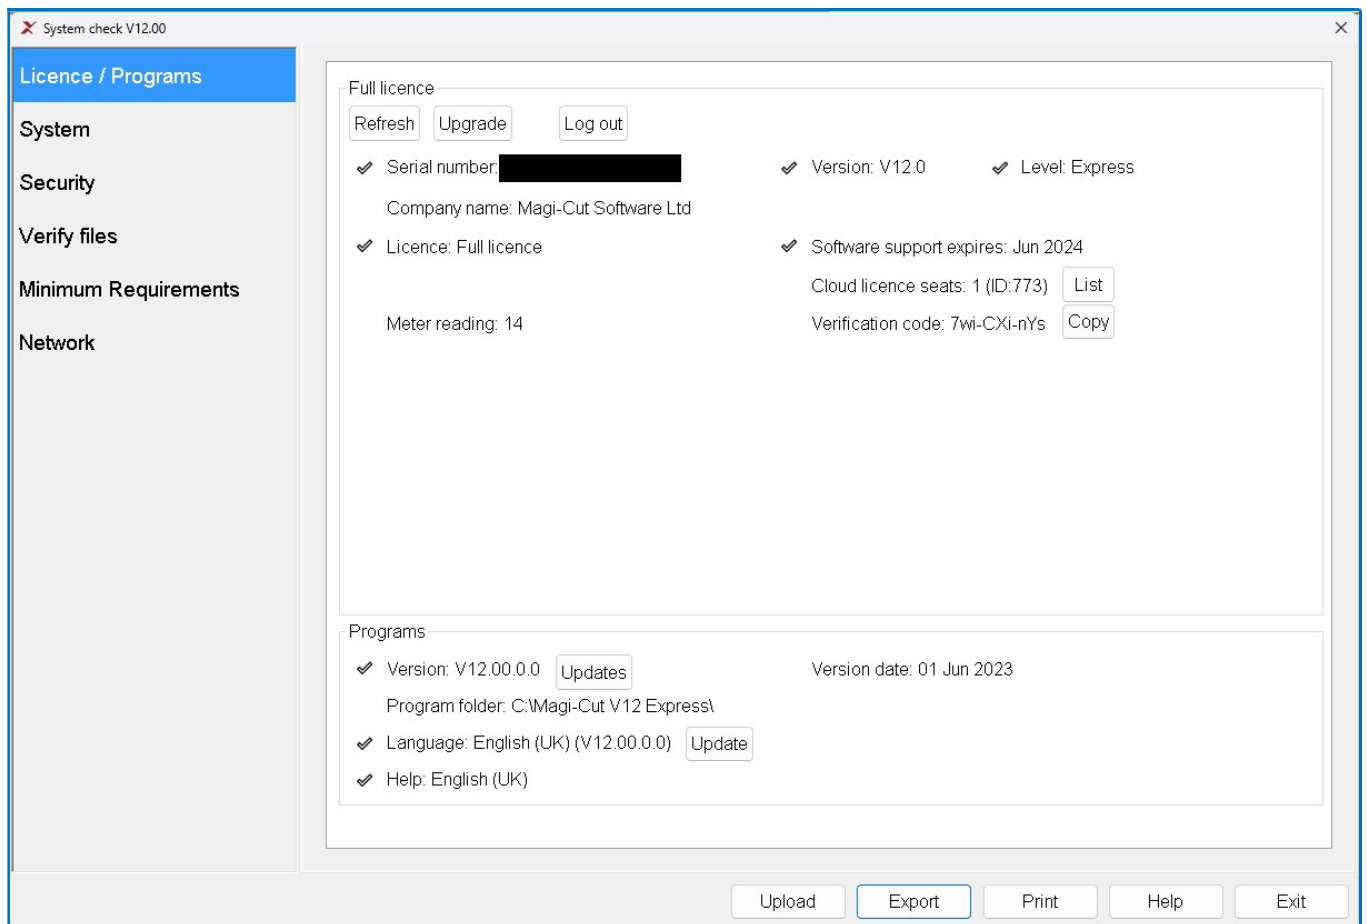 System check V12.00
Licence / Programs
System
Security
Verify files
Minimum Requirements
Network
Full licence
Refresh Upgrade Log out
Serial number: Version: V12.0 Level: Express
Company name: Magi-Cut Software Ltd
Licence: Full licence Software support expires: Jun 2024
Cloud licence seats: 1 (ID:773) List
Meter reading: 14 Verification code: 7wi-CXi-nYs Copy
Programs
Version: V12.00.0.0 Updates Version date: 01 Jun 2023
Program folder: C:\Magi-Cut V12 Express\
Language: English (UK) (V12.00.0.0) Update
Help: English (UK)
Upload Export Print Help Exit